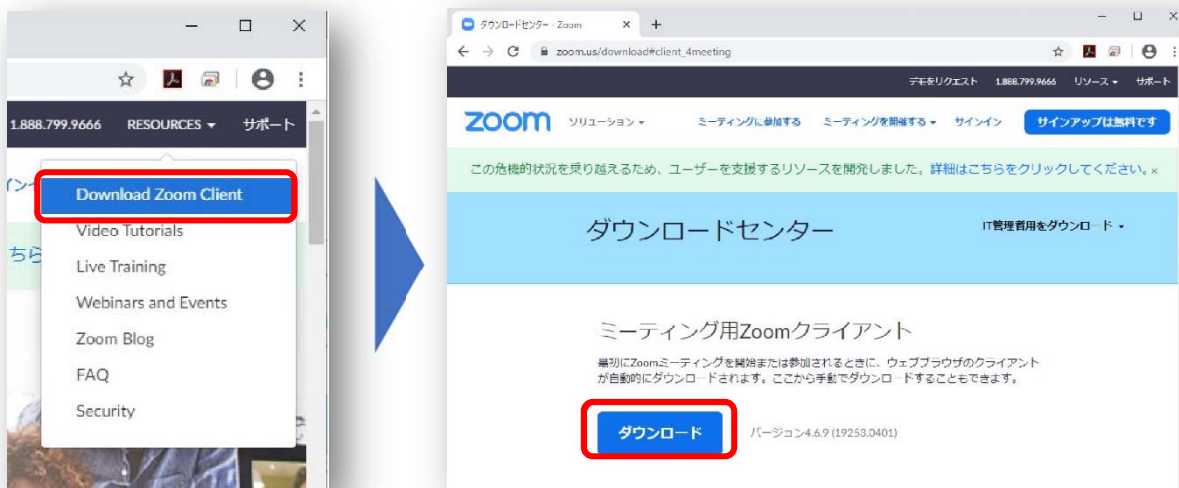 1.888.799.9666 RESOURCES サポート
Download Zoom Client
Video Tutorials
Live Training
Webinars and Events
Zoom Blog
FAQ
Security
ちら
ダウンロードセンター - Zoom
zoom.us/download#client_4meeting
デモをリクエスト 1.888.799.9666 リソース サポート
zoom ソリューション ミーティングに参加する ミーティングを開催する サインイン サインアップは無料です
この危機的状況を乗り越えるため、ユーザーを支援するリソースを開発しました。詳細はこちらをクリックしてください。×
ダウンロードセンター IT管理者用をダウンロード
ミーティング用Zoomクライアント
最初にZoomミーティングを開始または参加されるときに、ウェブブラウザのクライアント
が自動的にダウンロードされます。ここから手動でダウンロードすることもできます。
ダウンロード バージョン4.6.9 (19253.0401)